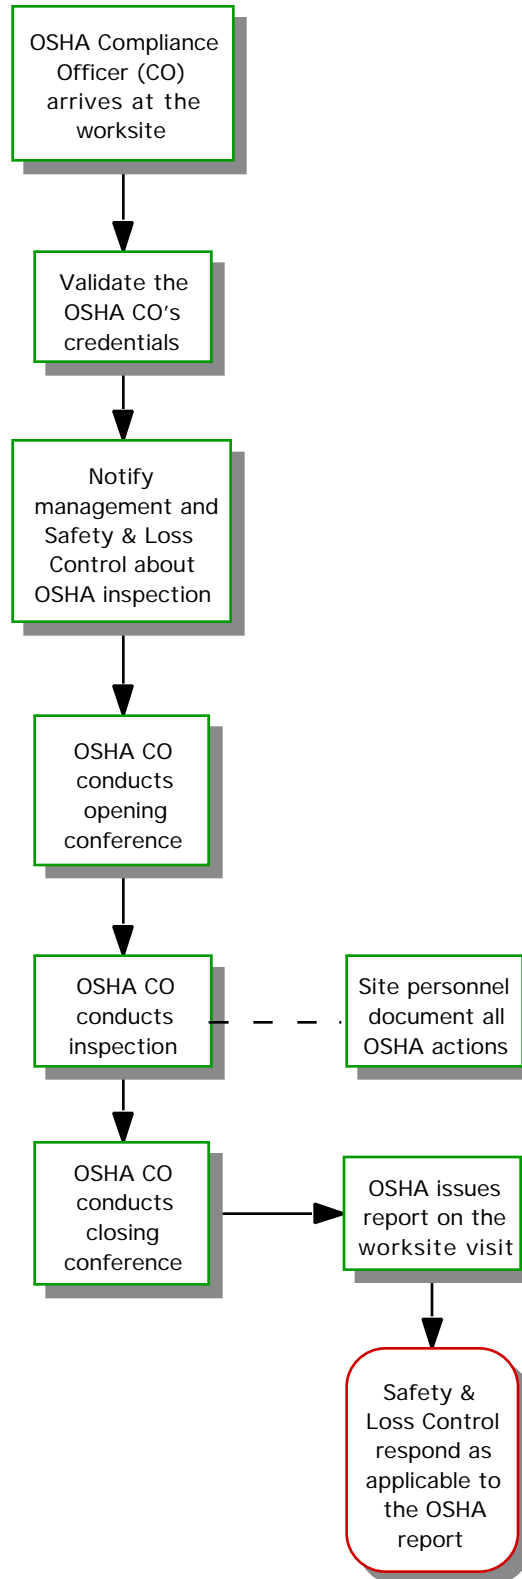 OSHA Compliance
Officer (CO)
arrives at the
worksite
Validate the
OSHA CO's
credentials
Notify
management and
Safety & Loss
Control about
OSHA inspection
OSHA CO
conducts
opening
conference
OSHA CO
conducts
inspection
Site personnel
document all
OSHA actions
OSHA CO
conducts
closing
conference
OSHA issues
report on the
worksite visit
Safety &
Loss Control
respond as
applicable to
the OSHA
report